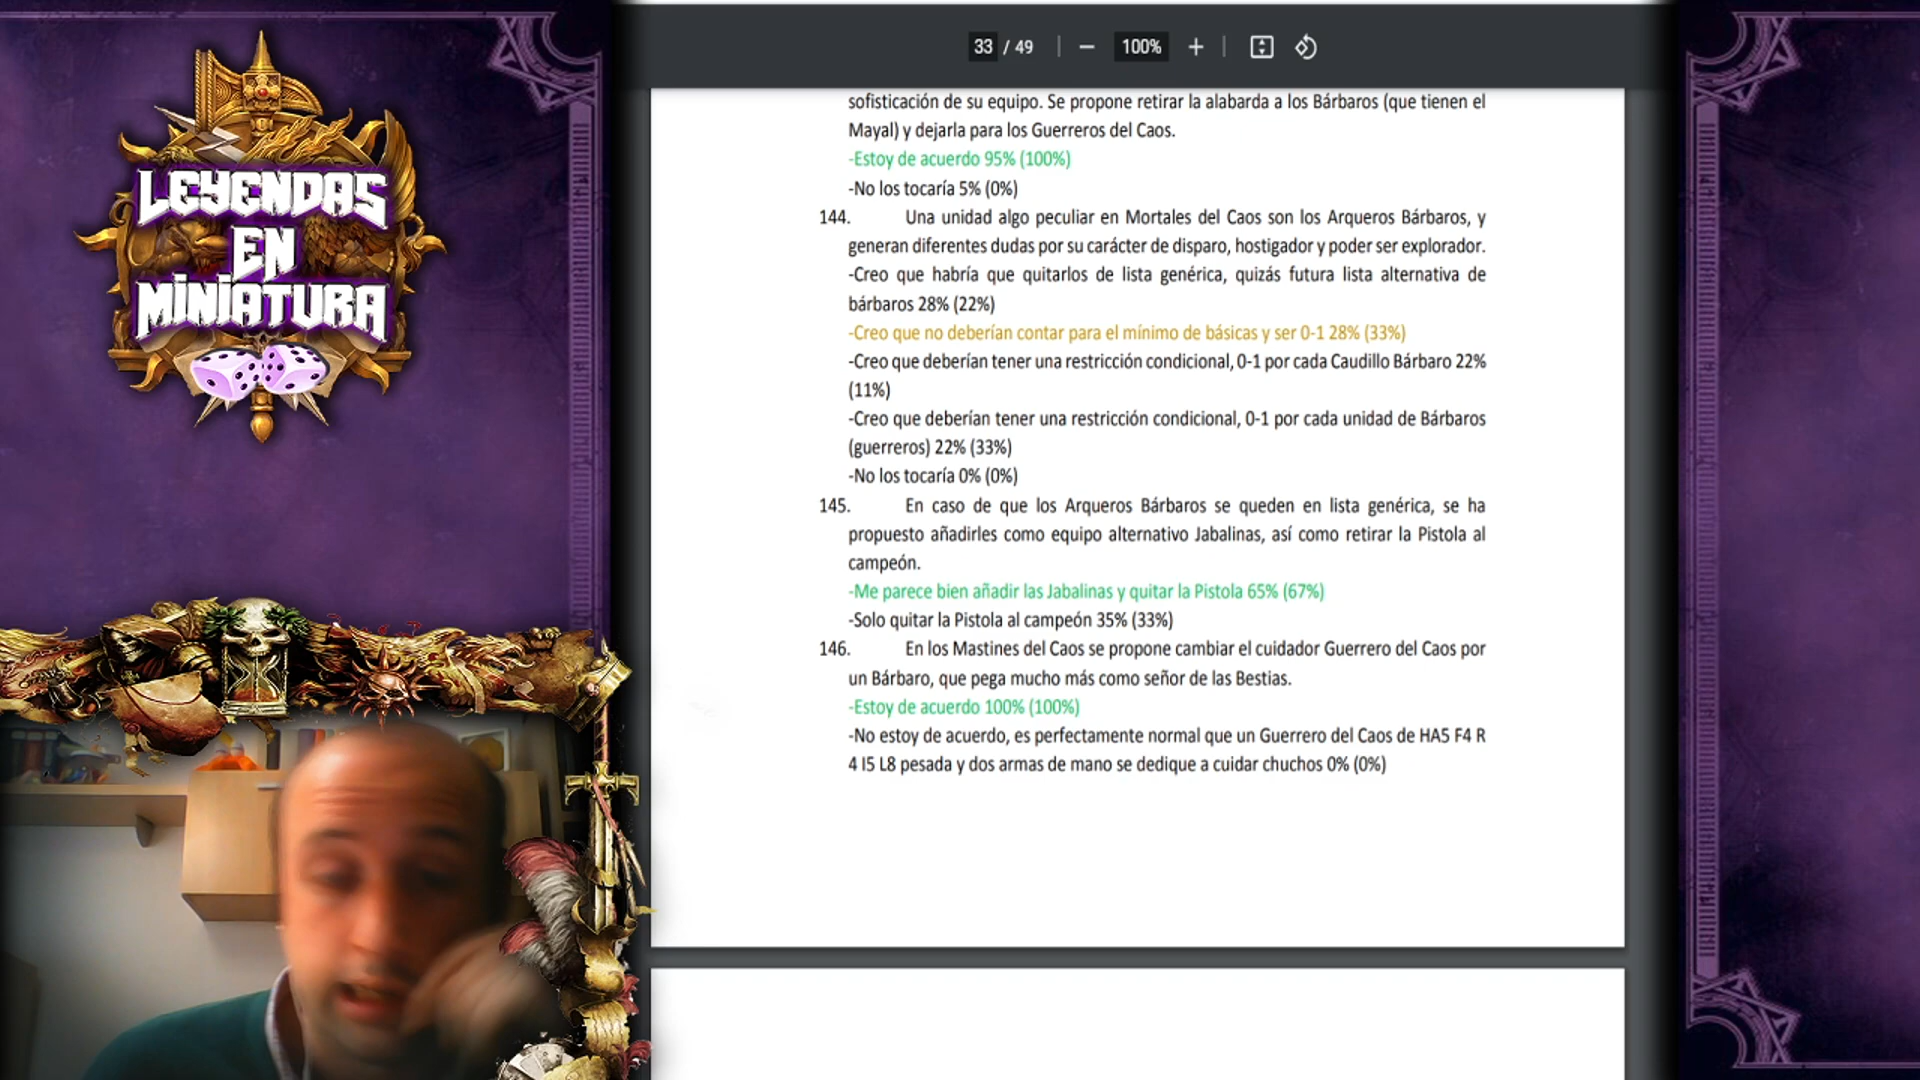 LEYENDAS
EN
MINIATURA
33 / 49
100%
sofisticación de su equipo. Se propone retirar la alabarda a los Bárbaros (que tienen el
Mayal) y dejarla para los Guerreros del Caos.
-Estoy de acuerdo 95% (100%)
-No los tocaría 5% (0%)
144. Una unidad algo peculiar en Mortales del Caos son los Arqueros Bárbaros, y
generan diferentes dudas por su carácter de disparo, hostigador y poder ser explorador.
-Creo que habría que quitarlos de lista genérica, quizás futura lista alternativa de
bárbaros 28% (22%)
-Creo que no deberían contar para el mínimo de básicas y ser 0-1 28% (33%)
-Creo que deberían tener una restricción condicional, 0-1 por cada Caudillo Bárbaro 22%
(11%)
-Creo que deberían tener una restricción condicional, 0-1 por cada unidad de Bárbaros
(guerreros) 22% (33%)
-No los tocaría 0% (0%)
145. En caso de que los Arqueros Bárbaros se queden en lista genérica, se ha
propuesto añadirles como equipo alternativo Jabalinas, así como retirar la Pistola al
campeón.
-Me parece bien añadir las Jabalinas y quitar la Pistola 65% (67%)
-Solo quitar la Pistola al campeón 35% (33%)
146. En los Mastines del Caos se propone cambiar el cuidador Guerrero del Caos por
un Bárbaro, que pega mucho más como señor de las Bestias.
-Estoy de acuerdo 100% (100%)
-No estoy de acuerdo, es perfectamente normal que un Guerrero del Caos de HA5 F4 R
4 I5 L8 pesada y dos armas de mano se dedique a cuidar chuchos 0% (0%)